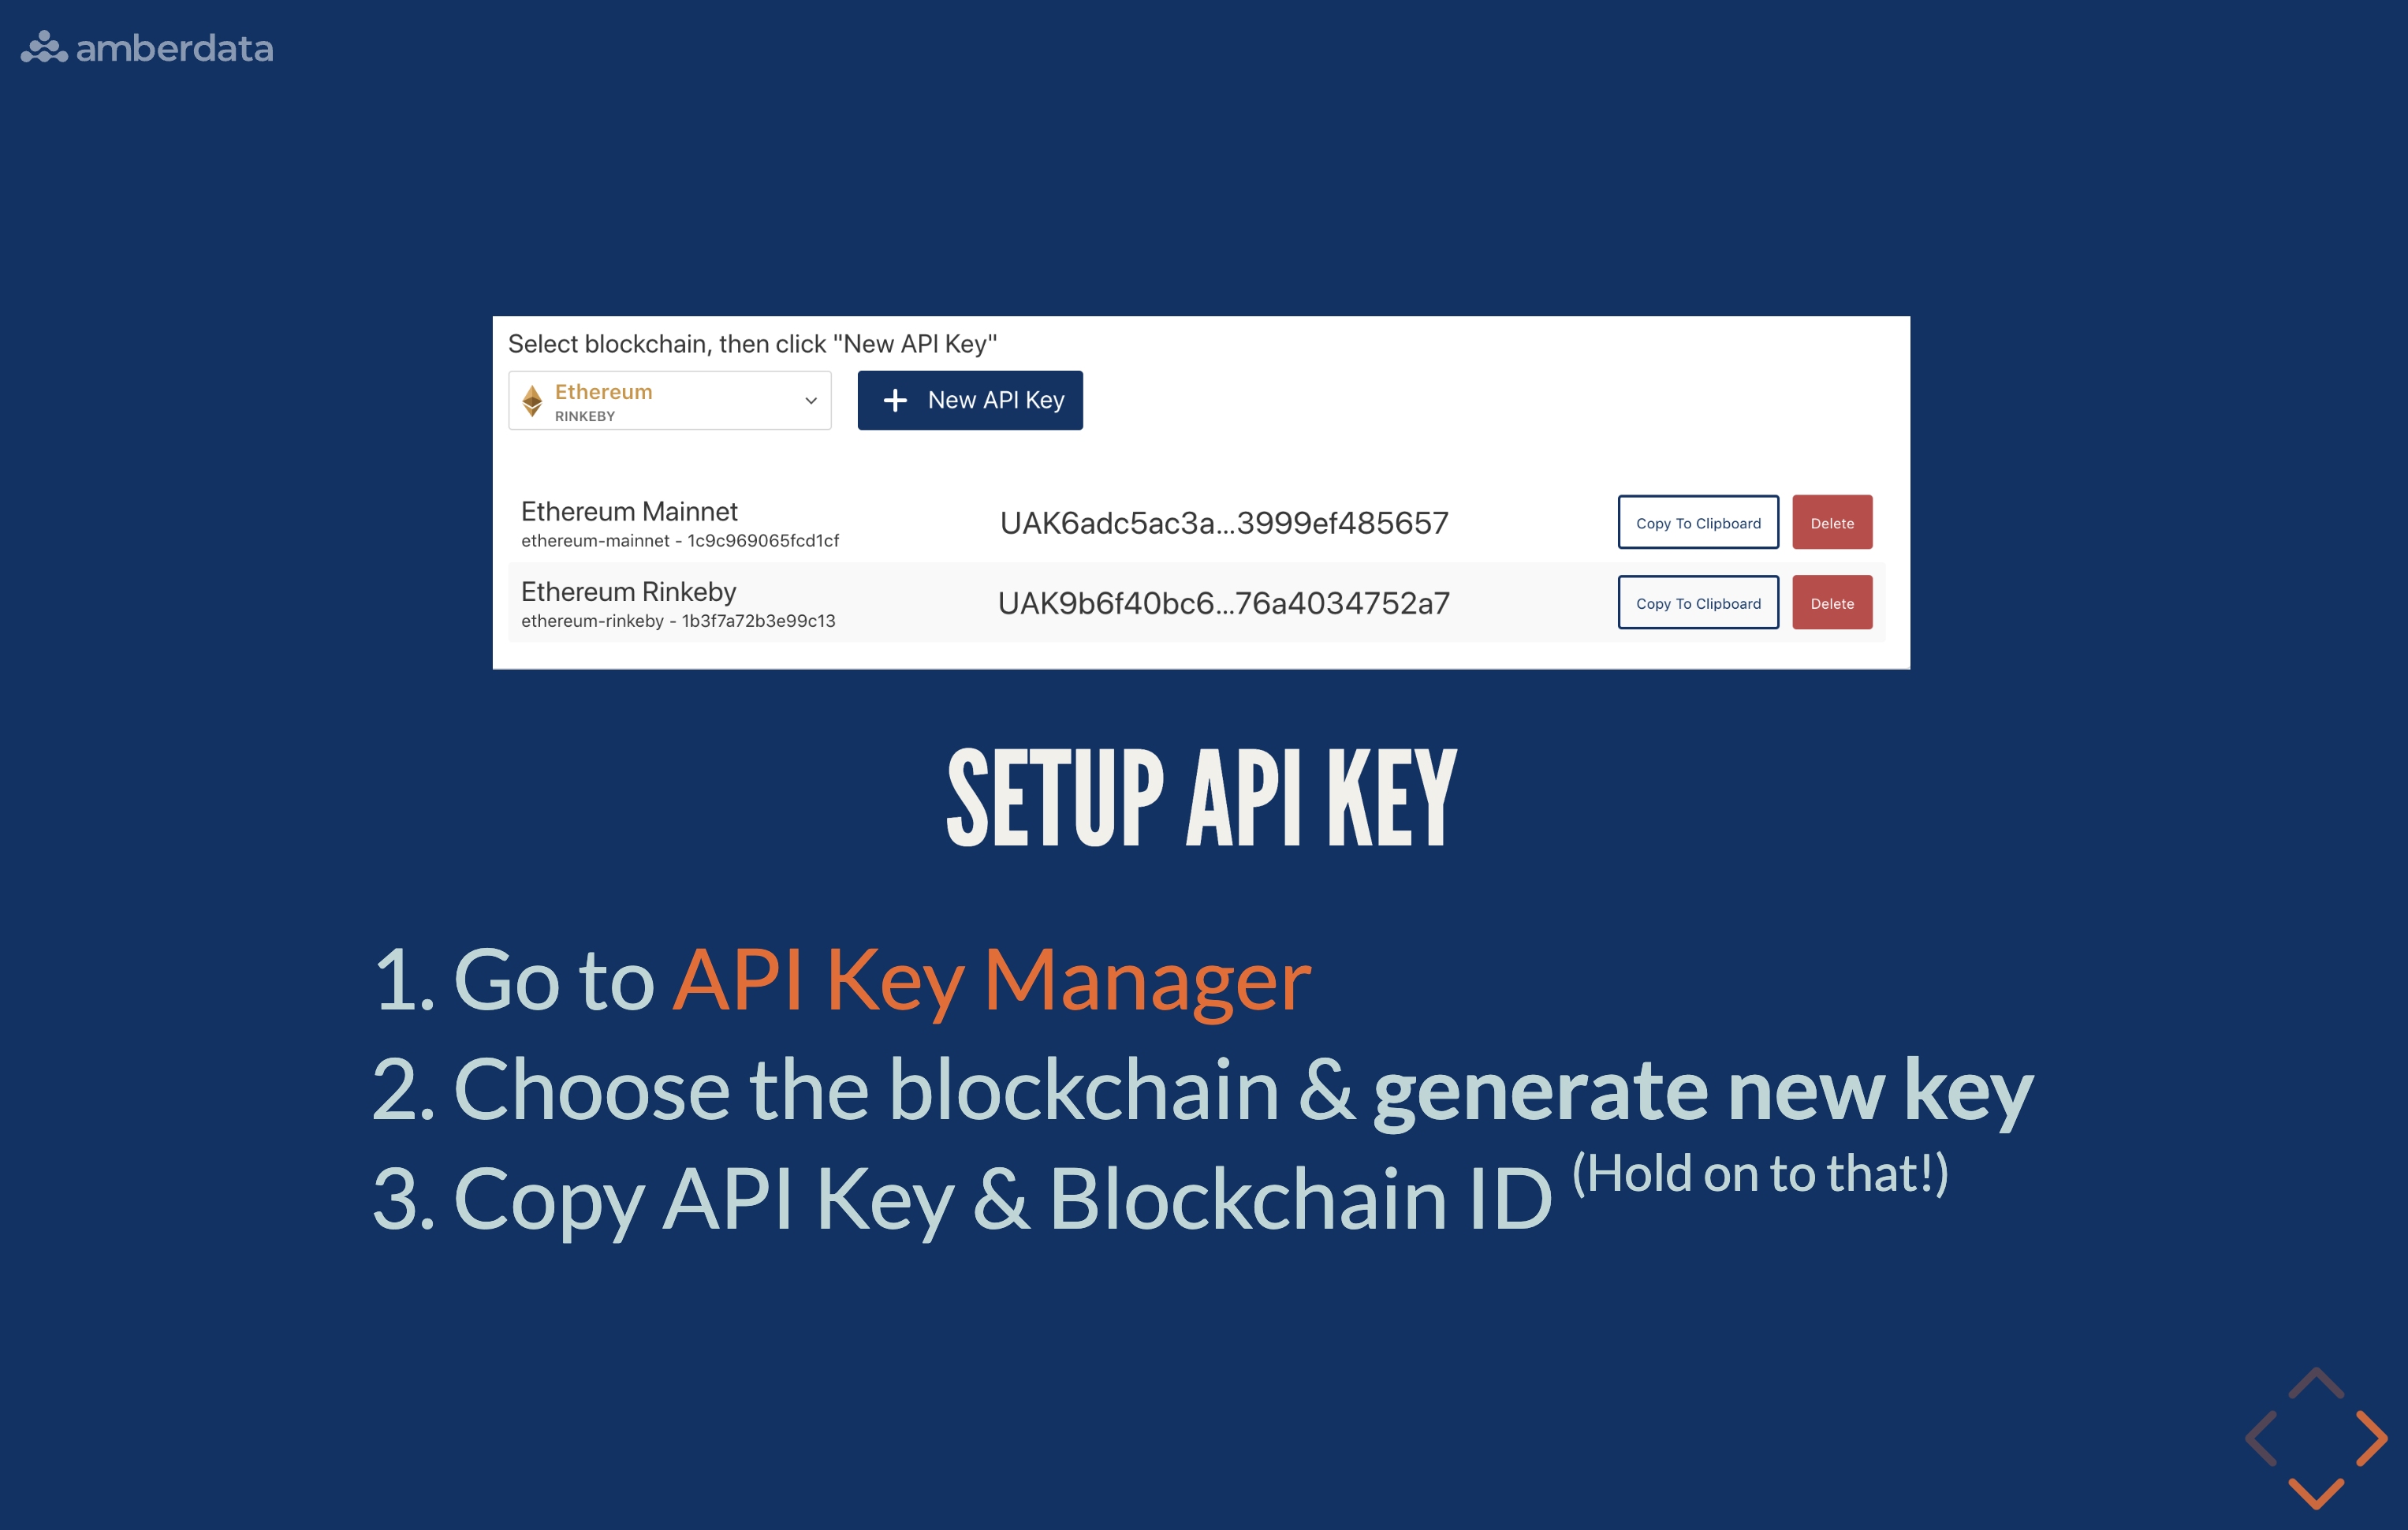 amberdata
Select blockchain, then click "New API Key"
Ethereum
RINKEBY
+ New API Key
Ethereum Mainnet
ethereum-mainnet - 1c9c969065fcd1cf
UAK6adc5ac3a...3999ef485657
Copy To Clipboard
Delete
Ethereum Rinkeby
ethereum-rinkeby - 1b3f7a72b3e99c13
UAK9b6f40bc6...76a4034752a7
Copy To Clipboard
Delete
SETUP API KEY
1. Go to API Key Manager
2. Choose the blockchain & generate new key
3. Copy API Key & Blockchain ID (Hold on to that!)